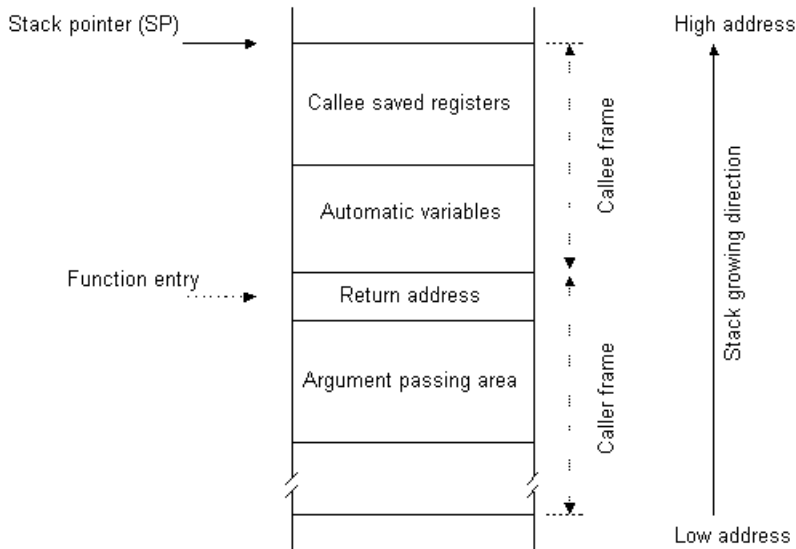 Stack pointer (SP)
High address
Callee saved registers
Callee frame
Automatic variables
Stack growing direction
Function entry
Return address
Argument passing area
Caller frame
Low address